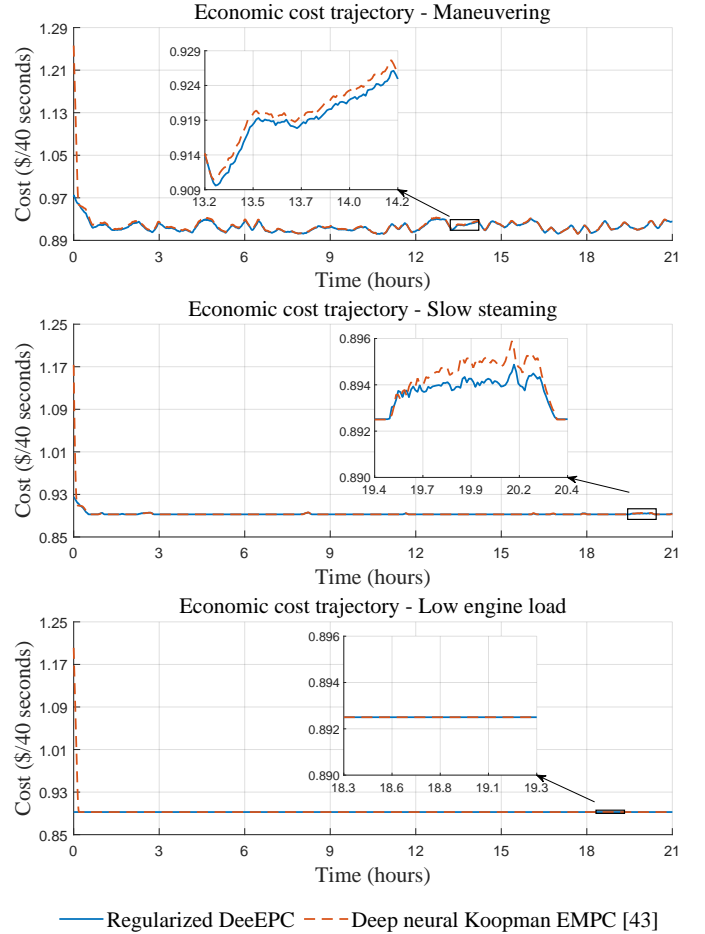 Economic cost trajectory - Maneuvering
1.29
1.21
1.13
1.05
0.97
0.89
Cost ($/40 seconds)
0.929
0.924
0.919
0.914
0.909
13.2 13.5 13.7 14.0 14.2
0 3 6 9 12 15 18 21
Time (hours)
Economic cost trajectory - Slow steaming
1.25
1.17
1.09
1.01
0.93
0.85
Cost ($/40 seconds)
0.896
0.894
0.892
0.890
19.4 19.7 19.9 20.2 20.4
0 3 6 9 12 15 18 21
Time (hours)
Economic cost trajectory - Low engine load
1.25
1.17
1.09
1.01
0.93
0.85
Cost ($/40 seconds)
0.896
0.894
0.892
0.890
18.3 18.6 18.8 19.1 19.3
0 3 6 9 12 15 18 21
Time (hours)
Regularized DeeEPC Deep neural Koopman EMPC [43]